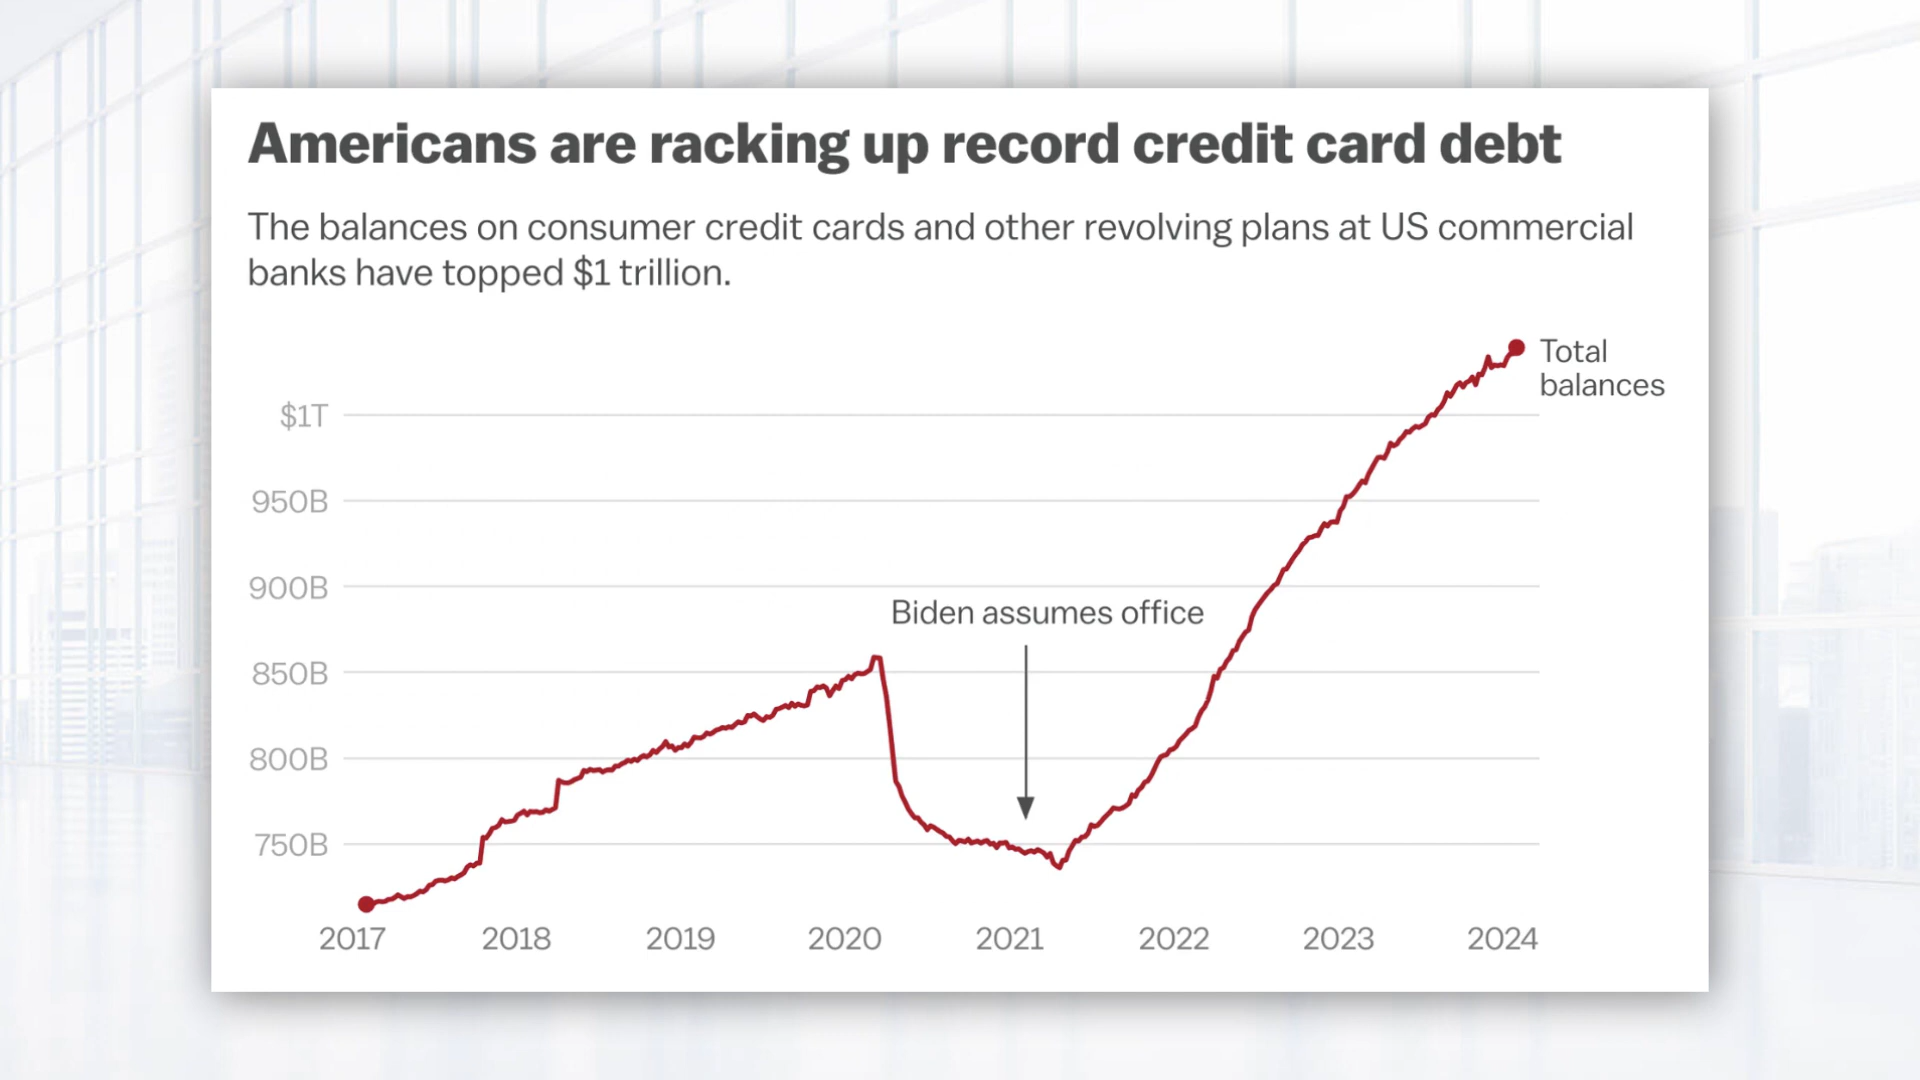 Americans are racking up record credit card debt
The balances on consumer credit cards and other revolving plans at US commercial
banks have topped $1 trillion.
Total
balances
$1T
950B
900B
Biden assumes office
850B
800B
750B
2017 2018 2019 2020 2021 2022 2023 2024